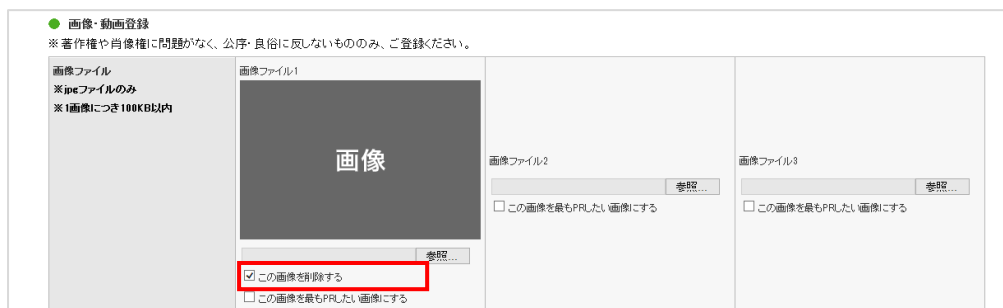 ● 画像・動画登録
※著作権や肖像権に問題がなく、公序・良俗に反しないもののみ、ご登録ください。
画像ファイル
※jpgファイルのみ
※1画像につき100KB以内
画像ファイル1
画像
参照...
この画像を削除する
この画像を最もPRしたい画像にする
画像ファイル2
参照...
この画像を最もPRしたい画像にする
画像ファイル3
参照...
この画像を最もPRしたい画像にする